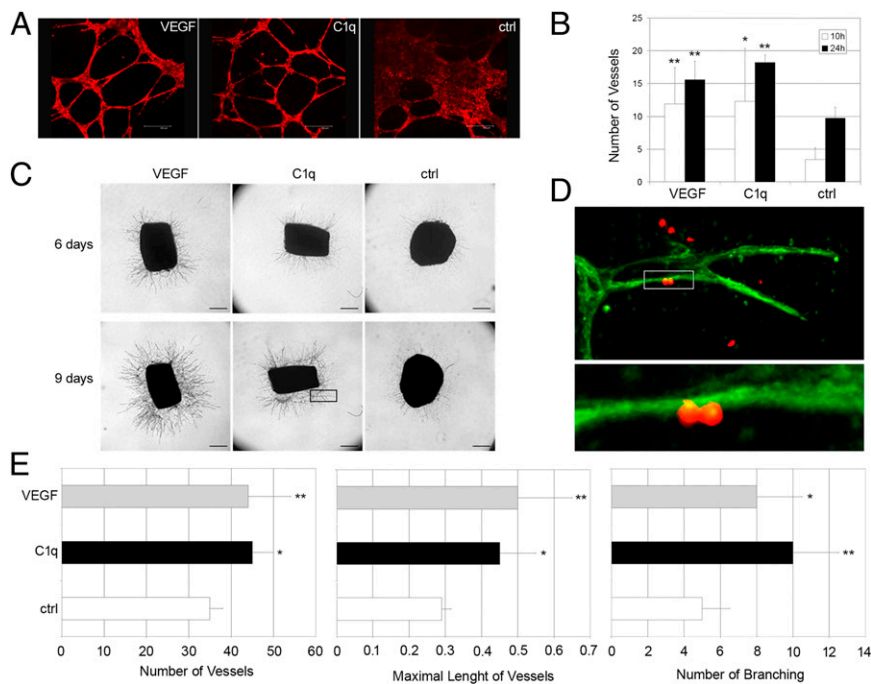 A
VEGF
C1q
ctrl
B
Number of Vessels
25
20
15
10
5
0
10h
24h
**
**
*
**
VEGF
C1q
ctrl
C
VEGF
C1q
ctrl
6 days
9 days
D
E
VEGF
C1q
ctrl
**
*
0 10 20 30 40 50 60
Number of Vessels
**
*
0 0.1 0.2 0.3 0.4 0.5 0.6 0.7
Maximal Lenght of Vessels
*
**
0 2 4 6 8 10 12 14
Number of Branching